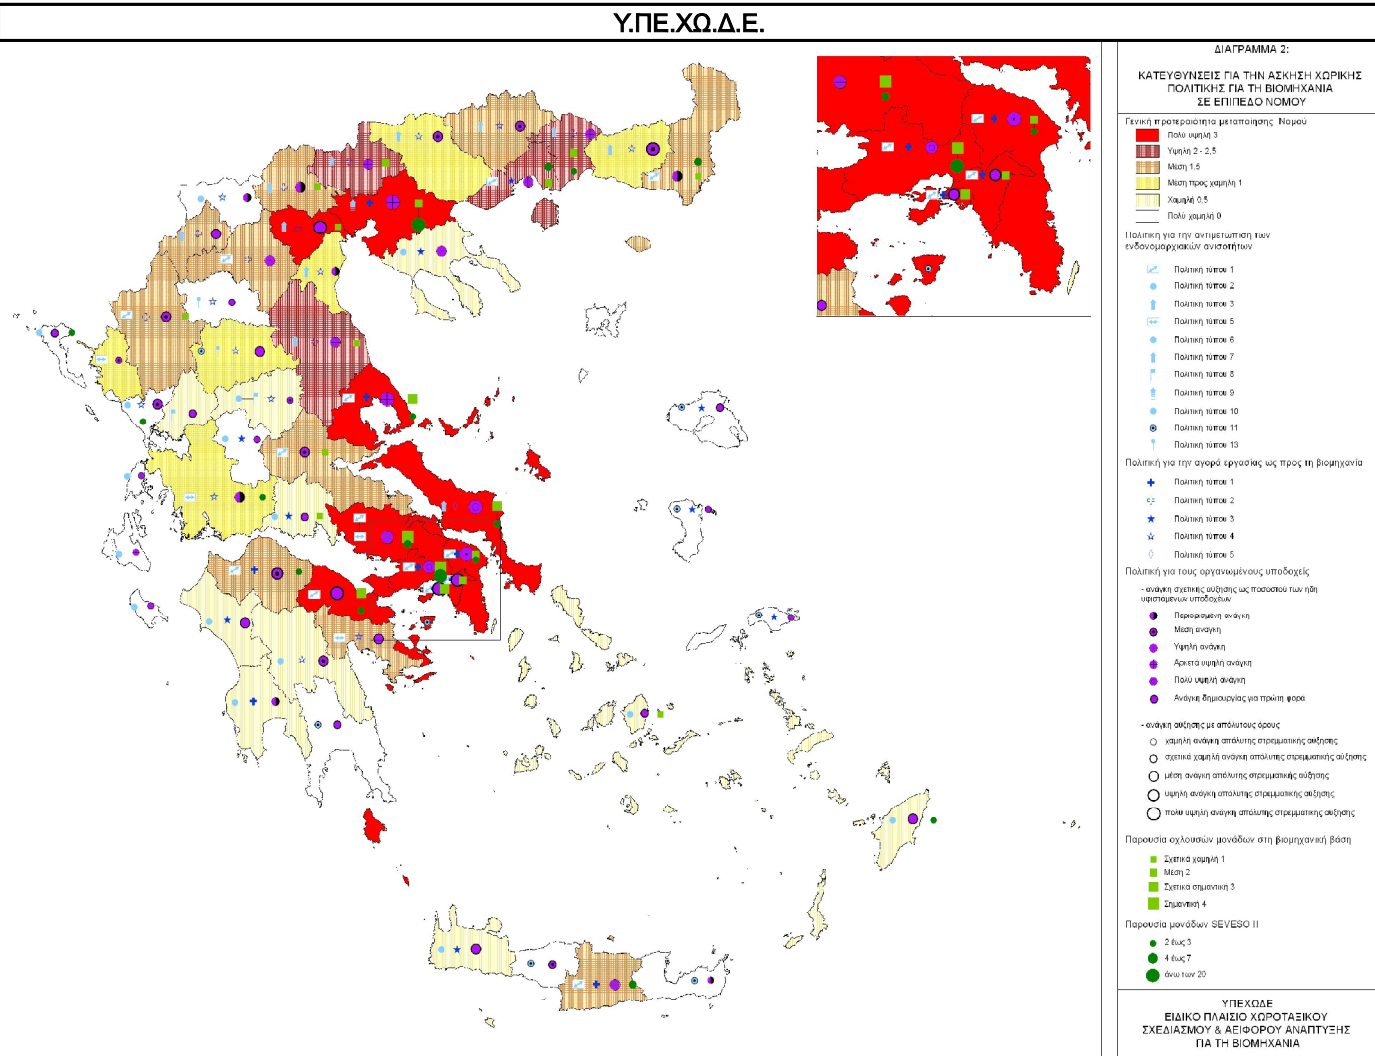 Υ.ΠΕ.ΧΩ.Δ.Ε.
ΔΙΑΓΡΑΜΜΑ 2:
ΚΑΤΕΥΘΥΝΣΕΙΣ ΓΙΑ ΤΗΝ ΑΣΚΗΣΗ ΧΩΡΙΚΗΣ
ΠΟΛΙΤΙΚΗΣ ΓΙΑ ΤΗ ΒΙΟΜΗΧΑΝΙΑ
ΣΕ ΕΠΙΠΕΔΟ ΝΟΜΟΥ
Γενική προτεραιότητα μεταποίησης Νομού
Πολύ υψηλή 3
Υψηλή 2 - 2,5
Μέση 1,5
Μέση προς χαμηλή 1
Χαμηλή 0,5
Πολύ χαμηλή 0
Πολιτική για την αντιμετώπιση των
ενδονομαρχιακών ανισοτήτων
Πολιτική τύπου 1
Πολιτική τύπου 2
Πολιτική τύπου 3
Πολιτική τύπου 5
Πολιτική τύπου 6
Πολιτική τύπου 7
Πολιτική τύπου 8
Πολιτική τύπου 9
Πολιτική τύπου 10
Πολιτική τύπου 11
Πολιτική τύπου 13
Πολιτική για την αγορά εργασίας ως προς τη βιομηχανία
Πολιτική τύπου 1
Πολιτική τύπου 2
Πολιτική τύπου 3
Πολιτική τύπου 4
Πολιτική τύπου 5
Πολιτική για τους οργανωμένους υποδοχείς
- ανάγκη σχετικής αύξησης ως ποσοστού των ήδη
υφιστάμενων υποδοχέων
Περιορισμένη ανάγκη
Μέση ανάγκη
Υψηλή ανάγκη
Αρκετά υψηλή ανάγκη
Πολύ υψηλή ανάγκη
Ανάγκη δημιουργίας για πρώτη φορά
- ανάγκη αύξησης με απόλυτους όρους
χαμηλή ανάγκη απόλυτης στρεμματικής αύξησης
σχετικά χαμηλή ανάγκη απόλυτης στρεμματικής αύξησης
μέση ανάγκη απόλυτης στρεμματικής αύξησης
υψηλή ανάγκη απόλυτης στρεμματικής αύξησης
πολυ υψηλή ανάγκη απόλυτης στρεμματικής αύξησης
Παρουσία οχλουσών μονάδων στη βιομηχανική βάση
Σχετικά χαμηλή 1
Μέση 2
Σχετικά σημαντική 3
Σημαντική 4
Παρουσία μονάδων SEVESO II
2 έως 3
4 έως 7
άνω των 20
ΥΠΕΧΩΔΕ
ΕΙΔΙΚΟ ΠΛΑΙΣΙΟ ΧΩΡΟΤΑΞΙΚΟΥ
ΣΧΕΔΙΑΣΜΟΥ & ΑΕΙΦΟΡΟΥ ΑΝΑΠΤΥΞΗΣ
ΓΙΑ ΤΗ ΒΙΟΜΗΧΑΝΙΑ